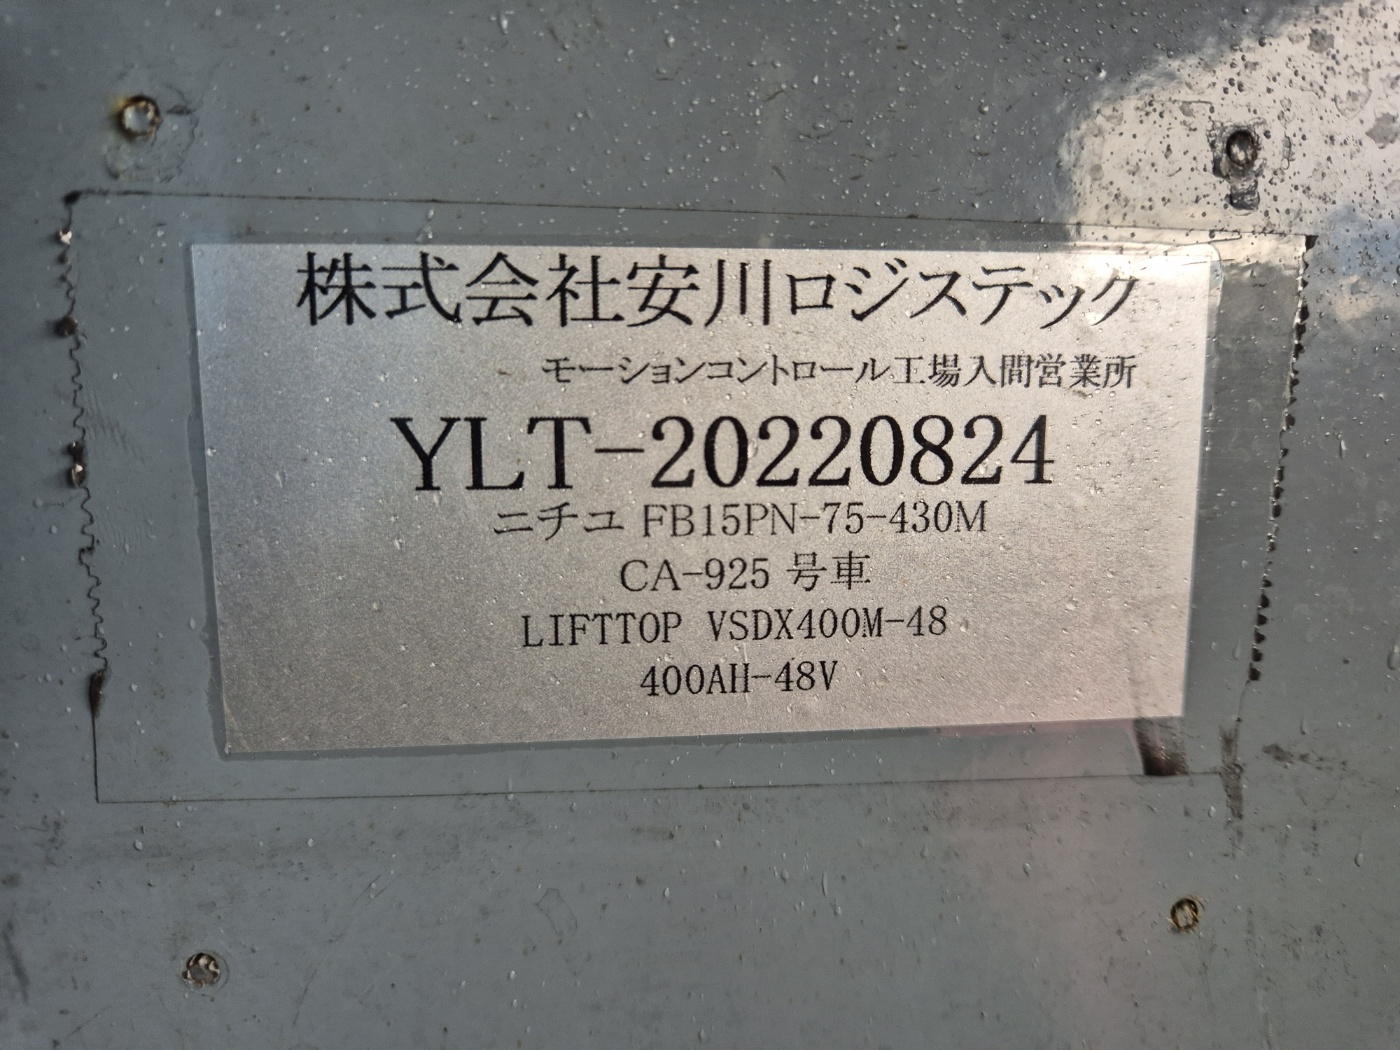 株式会社安川ロジステック
モーションコントロール工場入間営業所
YLT-20220824
ニチユ FB15PN-75-430M
CA-925 号車
LIFTTOP VSDX400M-48
400AH-48V